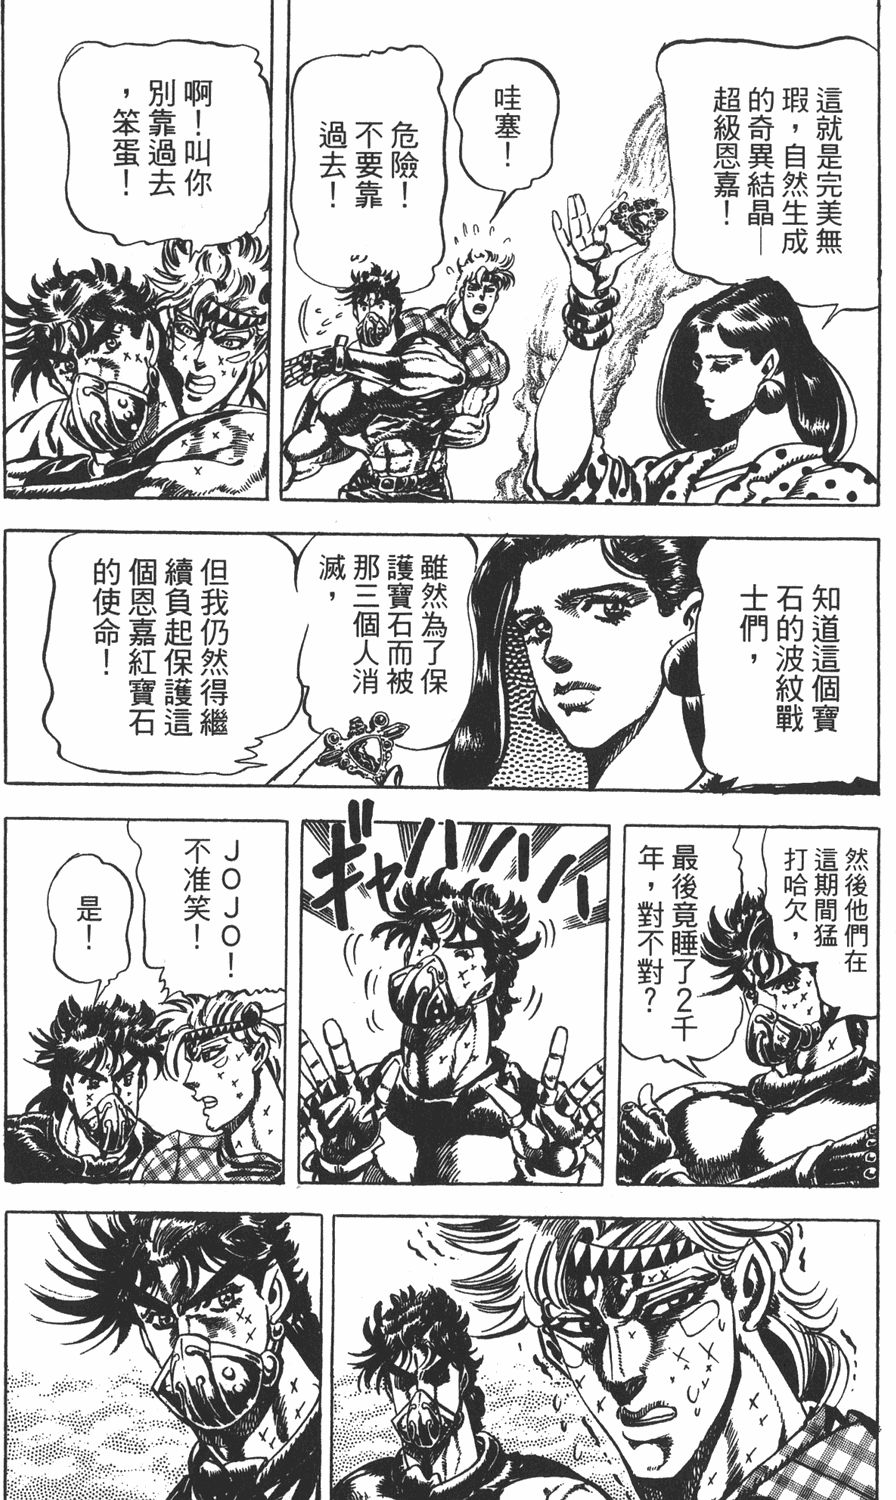 這就是完美無
瑕，自然生成
的奇異結晶—
超級恩嘉！
哇塞！
危險！
不要靠
過去！
啊！叫你
別靠過去
，笨蛋！
知道這個寶
石的波紋戰
士們，
雖然為了保
護寶石而被
那三個人消
滅，
但我仍然得繼
續負起保護這
個恩嘉紅寶石
的使命！
然後他們在
這期間猛
打哈欠，
最後竟睡了2千
年，對不對？
ギャハハハハ
JOJO！
不准笑！
是！